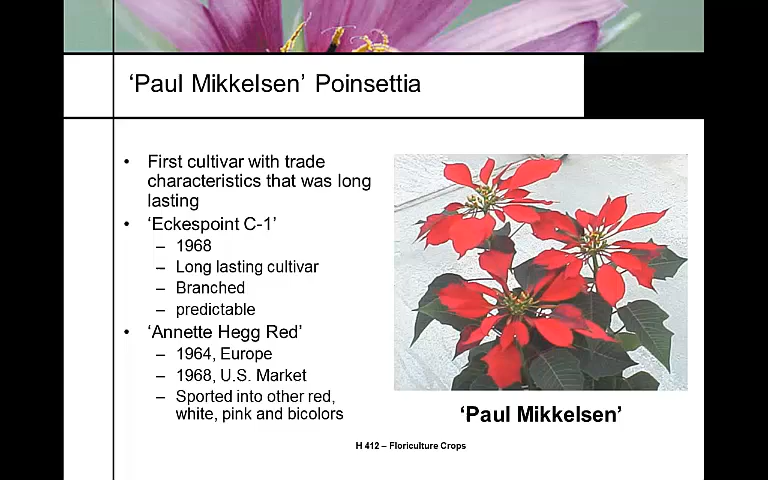 ‘Paul Mikkelsen’ Poinsettia
• First cultivar with trade
characteristics that was long
lasting
• ‘Eckespoint C-1’
– 1968
– Long lasting cultivar
– Branched
– predictable
• ‘Annette Hegg Red’
– 1964, Europe
– 1968, U.S. Market
– Sported into other red,
white, pink and bicolors
‘Paul Mikkelsen’
H 412 – Floriculture Crops